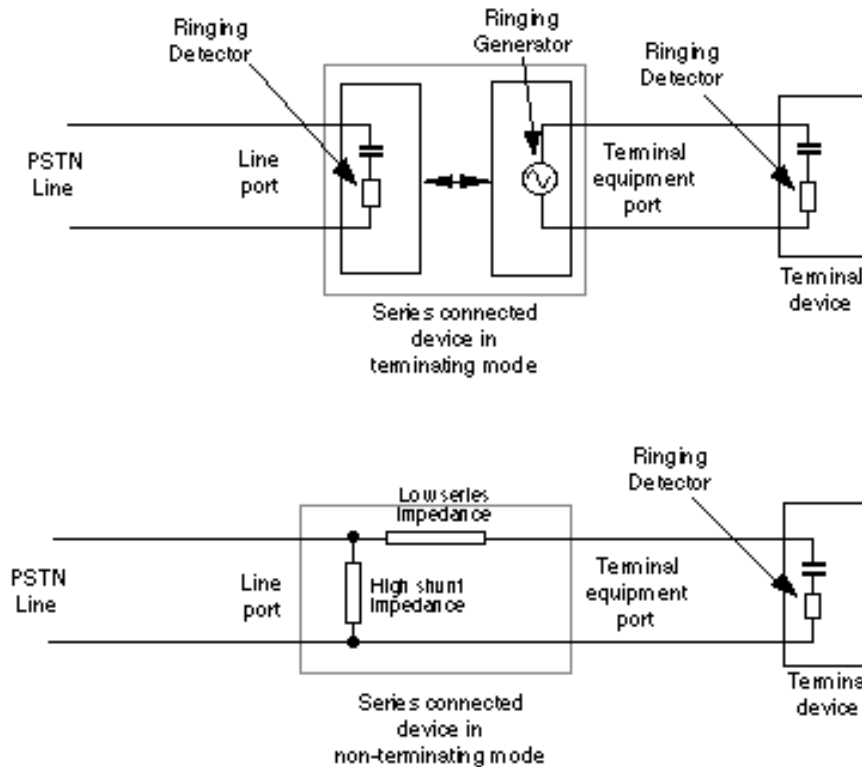 Ringing
Detector
Ringing
Generator
Ringing
Detector
PSTN
Line
Line
port
Terminal
equipment
port
Terminal
device
Series connected
device in
terminating mode
Ringing
Detector
Low series
Impedance
PSTN
Line
Line
port
High shunt
Impedance
Terminal
equipment
port
Terminal
device
Series connected
device in
non-terminating mode